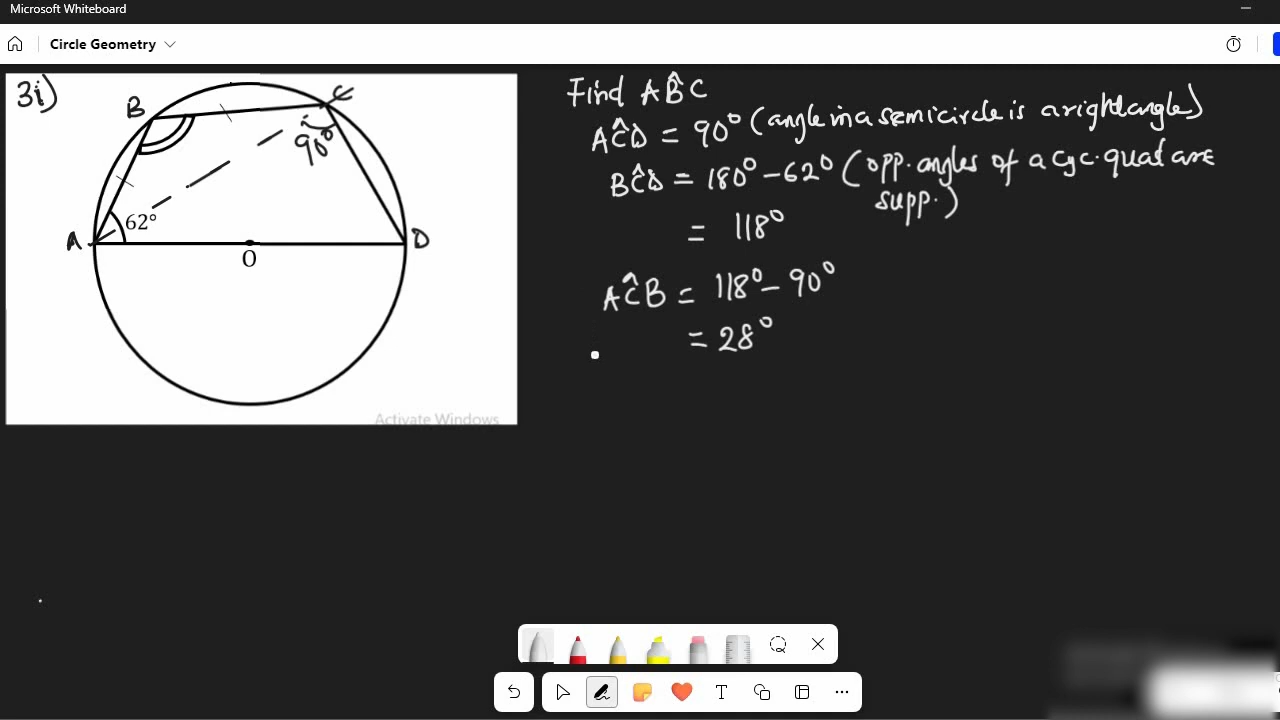 Microsoft Whiteboard
Circle Geometry
3i)
B
C
90°
62°
A
D
O
Activate Windows
Find AB̂C
AĈD = 90° (angle in a semicircle is a right angle)
BĈD = 180° - 62° (opp. angles of a cyc. quad are
supp.)
= 118°
AĈB = 118° - 90°
= 28°
T